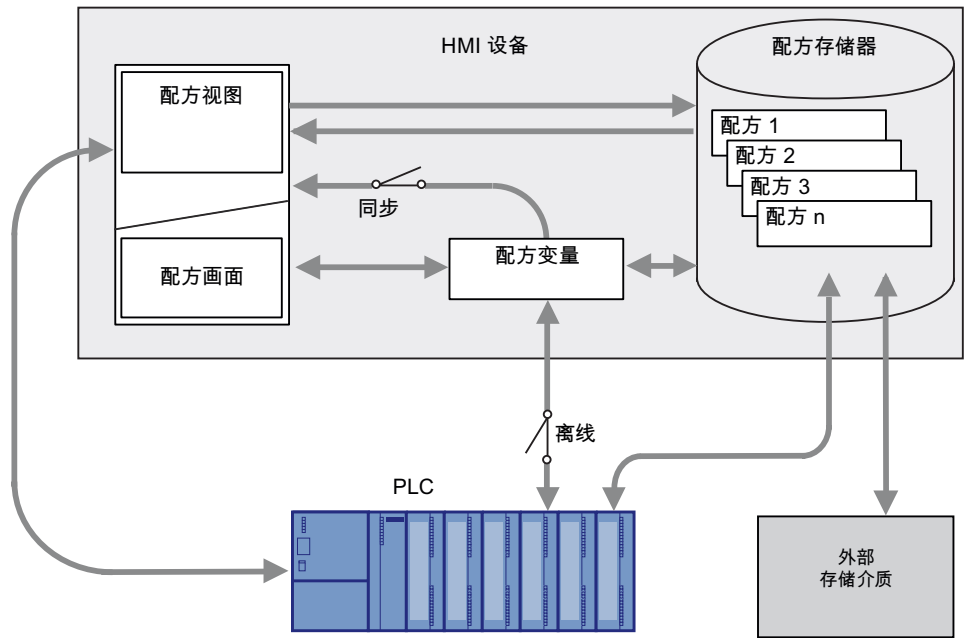 HMI 设备
配方存储器
配方视图
配方 1
配方 2
配方 3
配方 n
同步
配方变量
配方画面
离线
PLC
外部
存储介质